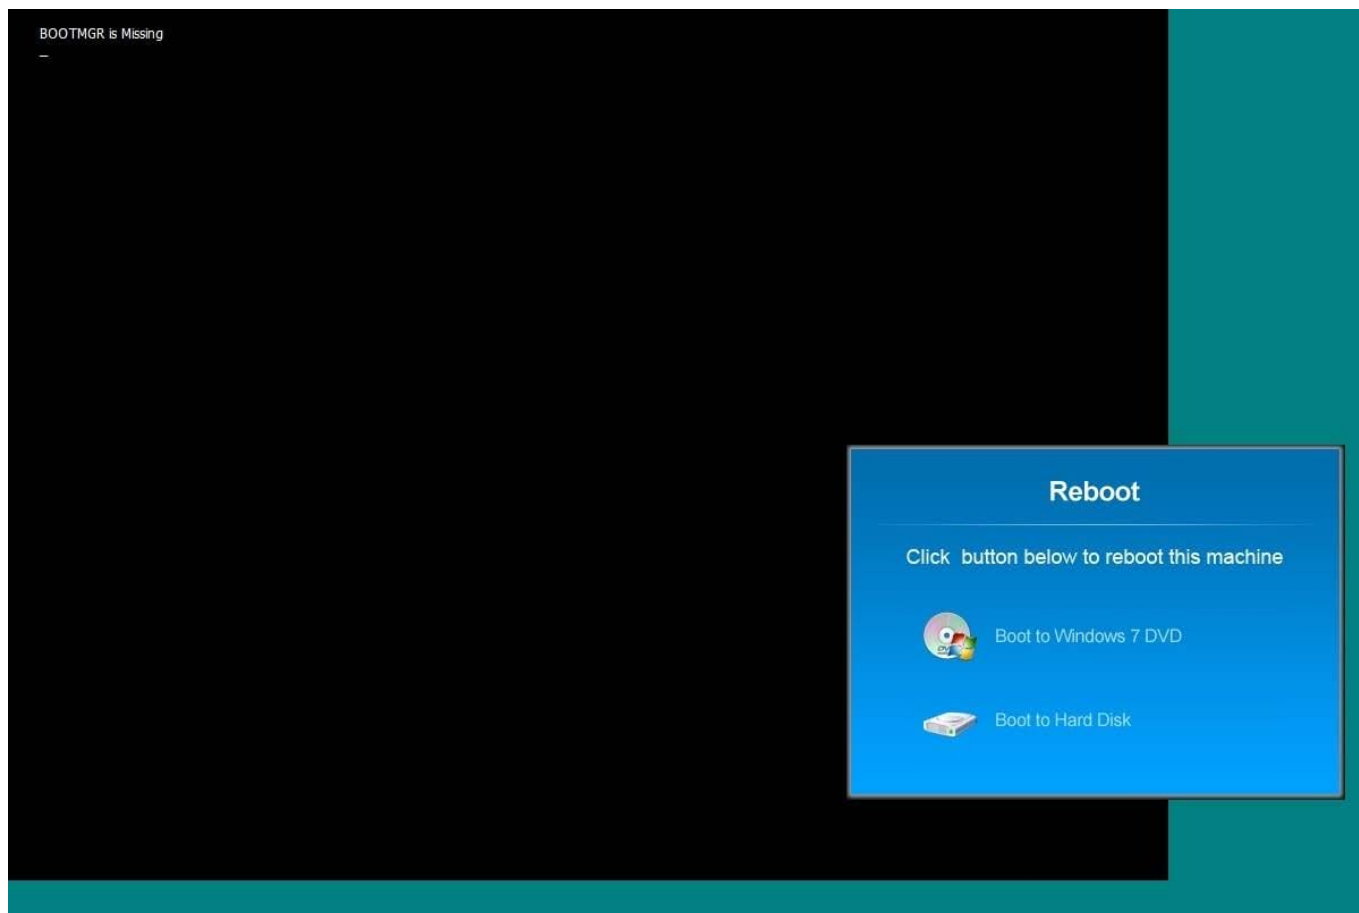 BOOTMGR is Missing
_
Reboot
Click button below to reboot this machine
Boot to Windows 7 DVD
Boot to Hard Disk